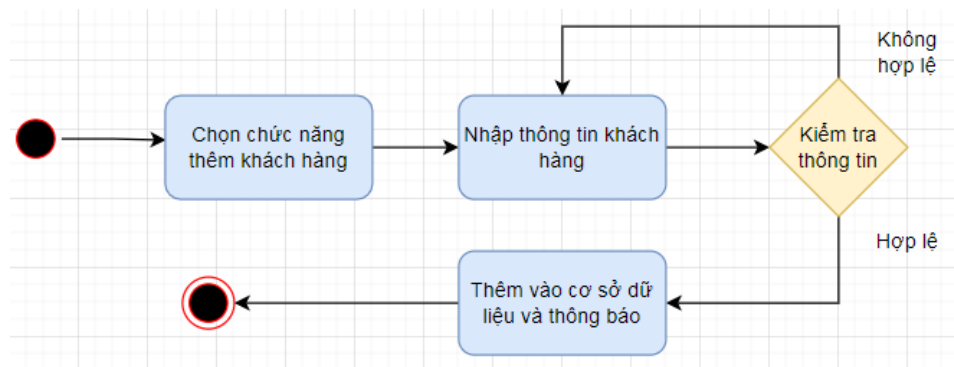 Không
hợp lệ
Chọn chức năng
thêm khách hàng
Nhập thông tin khách
hàng
Kiểm tra
thông tin
Hợp lệ
Thêm vào cơ sở dữ
liệu và thông báo